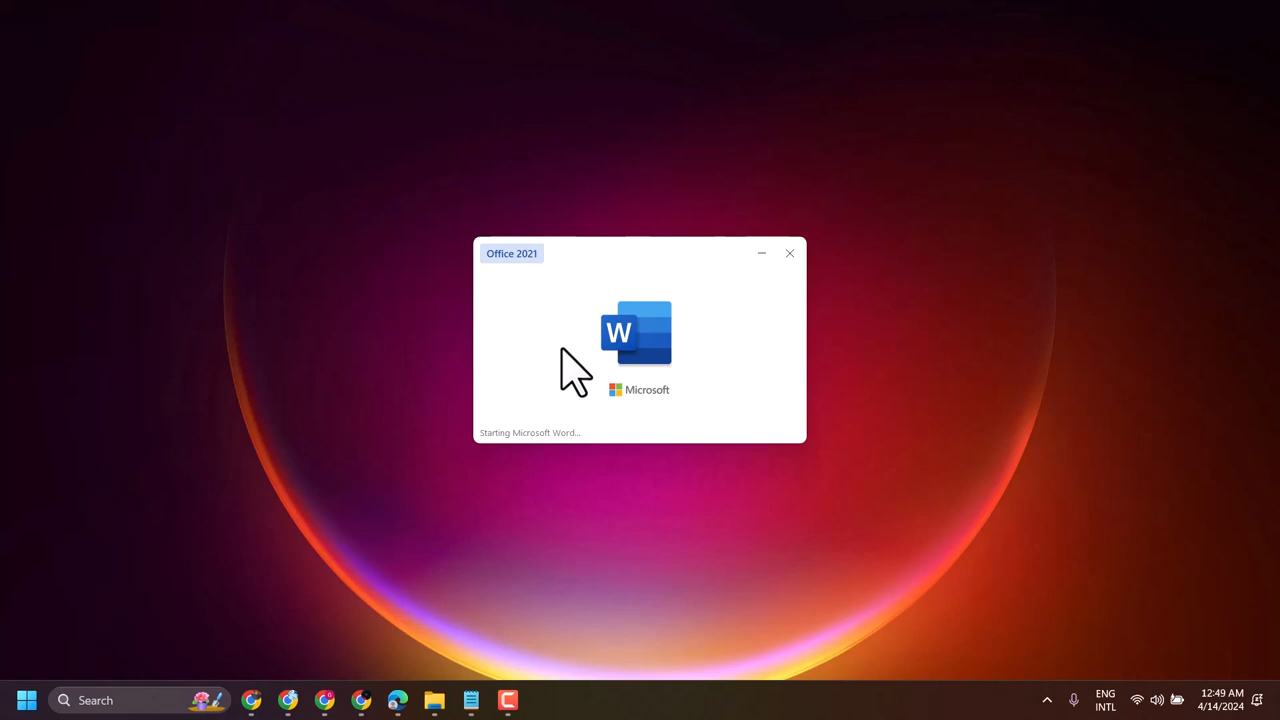 Office 2021
W
Microsoft
Starting Microsoft Word...
Search
ENG
INTL
12:49 AM
4/14/2024